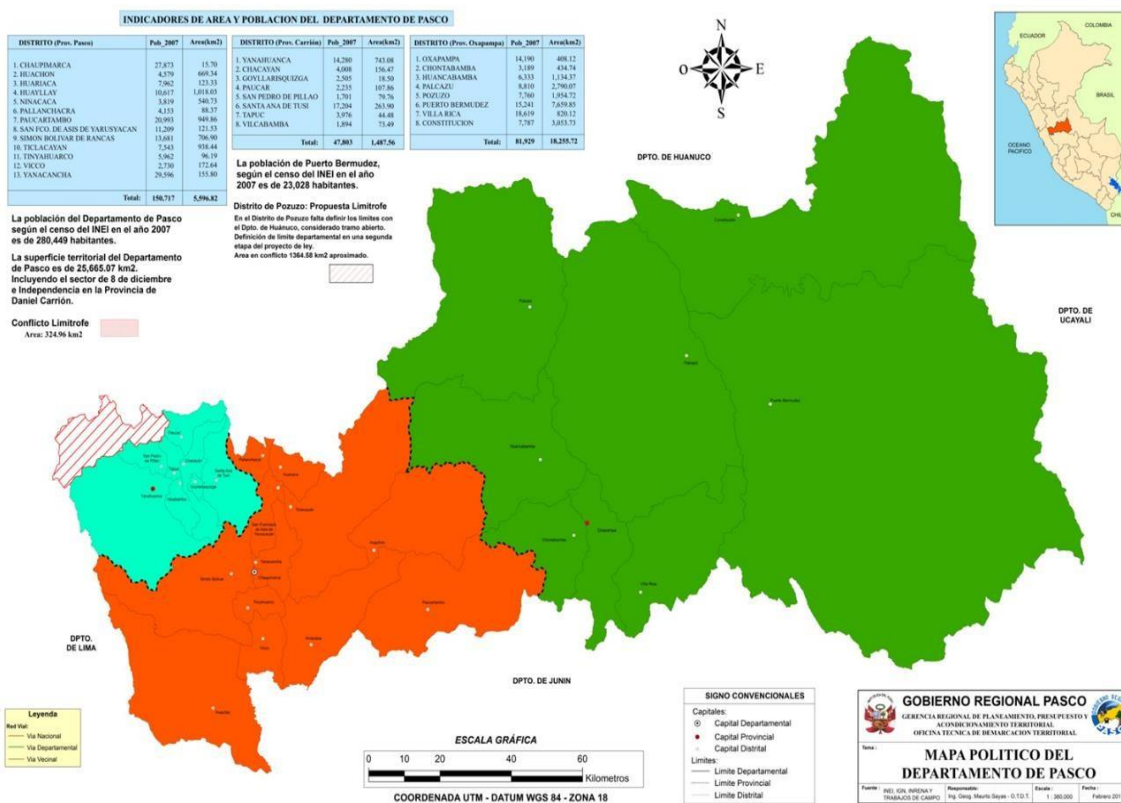 INDICADORES DE AREA Y POBLACION DEL DEPARTAMENTO DE PASCO
DISTRITO (Prov. Pasco) Pob_2007 Area(km2)
1. CHAUPIMARCA 27,873 15.70
2. HUACHON 4,579 669.34
3. HUARIACA 7,962 123.33
4. HUAYLLAY 10,617 1,018.03
5. NINACACA 3,819 540.73
6. PALLANCHACRA 4,153 88.37
7. PAUCARTAMBO 20,993 949.86
8. SAN FCO. DE ASIS DE YARUSYACAN 11,209 121.53
9. SIMON BOLIVAR DE RANCAS 13,681 706.90
10. TICLACAYAN 7,543 938.44
11. TINYAHUARCO 5,962 96.19
12. VICCO 2,730 172.64
13. YANACANCHA 29,596 155.80
Total: 150,717 5,596.82
DISTRITO (Prov. Carrión) Pob_2007 Area(km2)
1. YANAHUANCA 14,280 743.08
2. CHACAYAN 4,008 156.47
3. GOYLLARISQUIZGA 2,505 18.50
4. PAUCAR 2,235 107.86
5. SAN PEDRO DE PILLAO 1,701 79.76
6. SANTA ANA DE TUSI 17,204 263.90
7. TAPUC 3,976 44.48
8. VILCABAMBA 1,894 73.49
Total: 47,803 1,487.56
DISTRITO (Prov. Oxapampa) Pob_2007 Area(km2)
1. OXAPAMPA 14,190 408.12
2. CHONTABAMBA 3,189 434.74
3. HUANCABAMBA 6,333 1,134.37
4. PALCAZU 8,810 2,790.07
5. POZUZO 7,760 1,954.72
6. PUERTO BERMUDEZ 15,241 7,659.85
7. VILLA RICA 18,619 820.12
8. CONSTITUCION 7,787 3,053.73
Total: 81,929 18,255.72
La población de Puerto Bermudez,
según el censo del INEI en el año
2007 es de 23,028 habitantes.
Distrito de Pozuzo: Propuesta Limitrofe
En el Distrito de Pozuzo falta definir los limites con
el Dpto. de Huánuco, considerado tramo abierto.
Definición de limite departamental en una segunda
etapa del proyecto de ley.
Area en conflicto 1364.58 km2 aproximado.
La población del Departamento de Pasco
según el censo del INEI en el año 2007
es de 280,449 habitantes.
La superficie territorial del Departamento
de Pasco es de 25,665.07 km2.
Incluyendo el sector de 8 de diciembre
e Independencia en la Provincia de
Daniel Carrión.
Conflicto Limitrofe
Area: 324.96 km2
N
O E
S
ECUADOR
COLOMBIA
BRASIL
OCEANO
PACIFICO
DPTO. DE HUANUCO
DPTO. DE
UCAYALI
DPTO.
DE LIMA
DPTO. DE JUNIN
Puerto Bermudez
Villa Rica
Leyenda
Red Vial:
Via Nacional
Via Departamental
Via Vecinal
ESCALA GRÁFICA
0 10 20 40 60
Kilometros
COORDENADA UTM - DATUM WGS 84 - ZONA 18
SIGNO CONVENCIONALES
Capitales:
Capital Departamental
Capital Provincial
Capital Distrital
Limites:
Limite Departamental
Limite Provincial
Limite Distrital
GOBIERNO REGIONAL PASCO
GERENCIA REGIONAL DE PLANEAMIENTO, PRESUPUESTO Y
ACONDICIONAMIENTO TERRITORIAL
OFICINA TECNICA DE DEMARCACION TERRITORIAL
Tema :
MAPA POLITICO DEL
DEPARTAMENTO DE PASCO
Fuente : INEI, IGN, INRENA Y
TRABAJOS DE CAMPO
Responsable:
Escala :
1 : 360,000
Fecha :